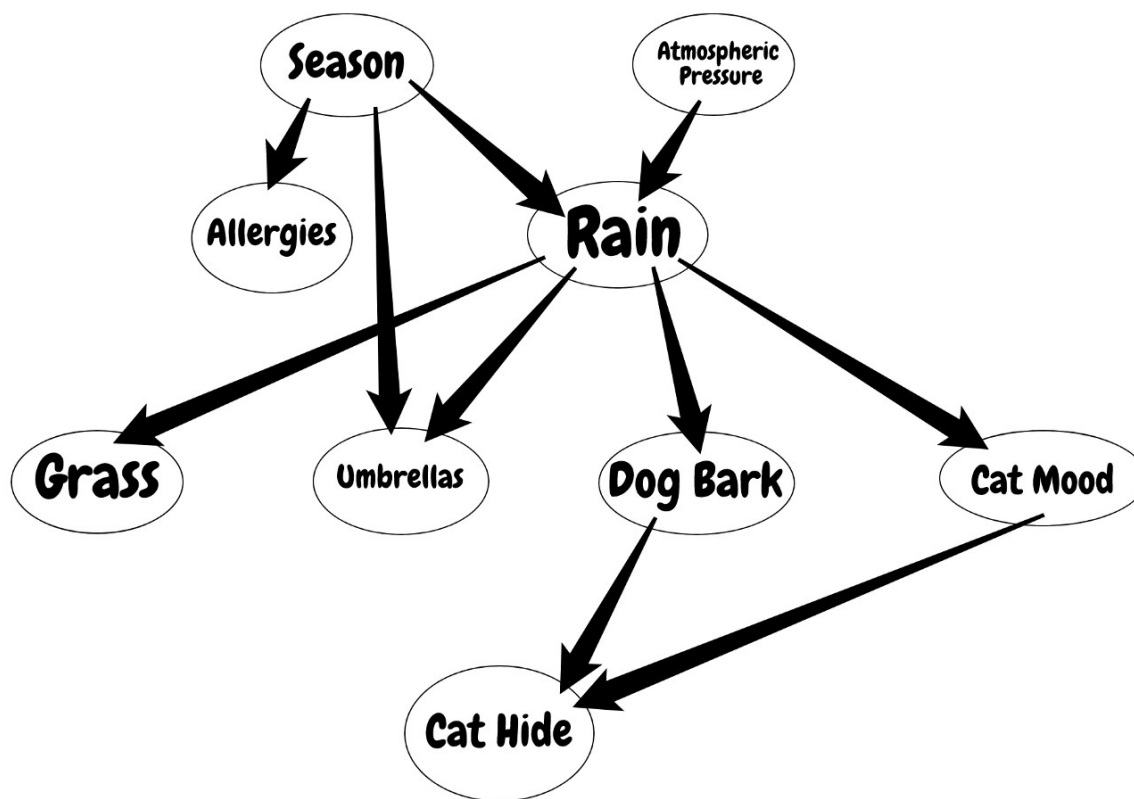 Season
Atmospheric
Pressure
Allergies
Rain
Grass
Umbrellas
Dog Bark
Cat Mood
Cat Hide